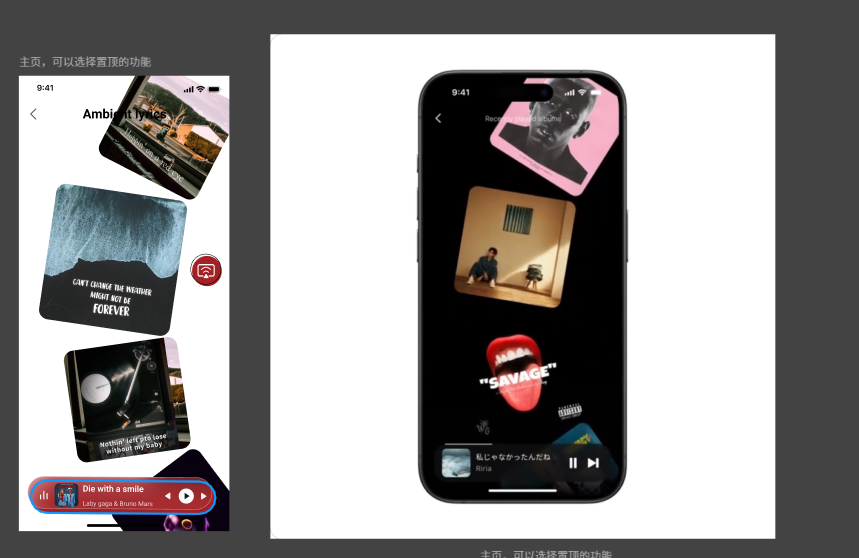 主页，可以选择置顶的功能
9:41
Ambient lyrics
CAN'T CHANGE THE WEATHER
MIGHT NOT BE
FOREVER
Nothin' left pto lose
without my baby
Die with a smile
Laby gaga & Bruno Mars
9:41
Recently played albums
"SAVAGE"
私じゃなかったんだね
Riria
主页，可以选择置顶的功能